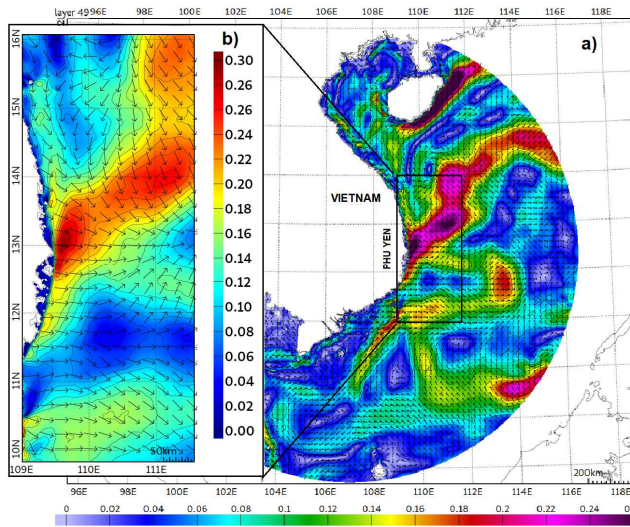 layer 49 96E 98E 100E 102E 104E 106E 108E 110E 112E 114E 116E 118E
b)
a)
16N
15N
14N
13N
12N
11N
10N
0.30
0.28
0.26
0.24
0.22
0.20
0.18
0.16
0.14
0.12
0.10
0.08
0.06
0.04
0.02
0.00
VIETNAM
PHU YEN
50km
109E 110E 111E
200km
96E 98E 100E 102E 104E 106E 108E 110E 112E 114E 116E 118E
0 0.02 0.04 0.06 0.08 0.1 0.12 0.14 0.16 0.18 0.2 0.22 0.24